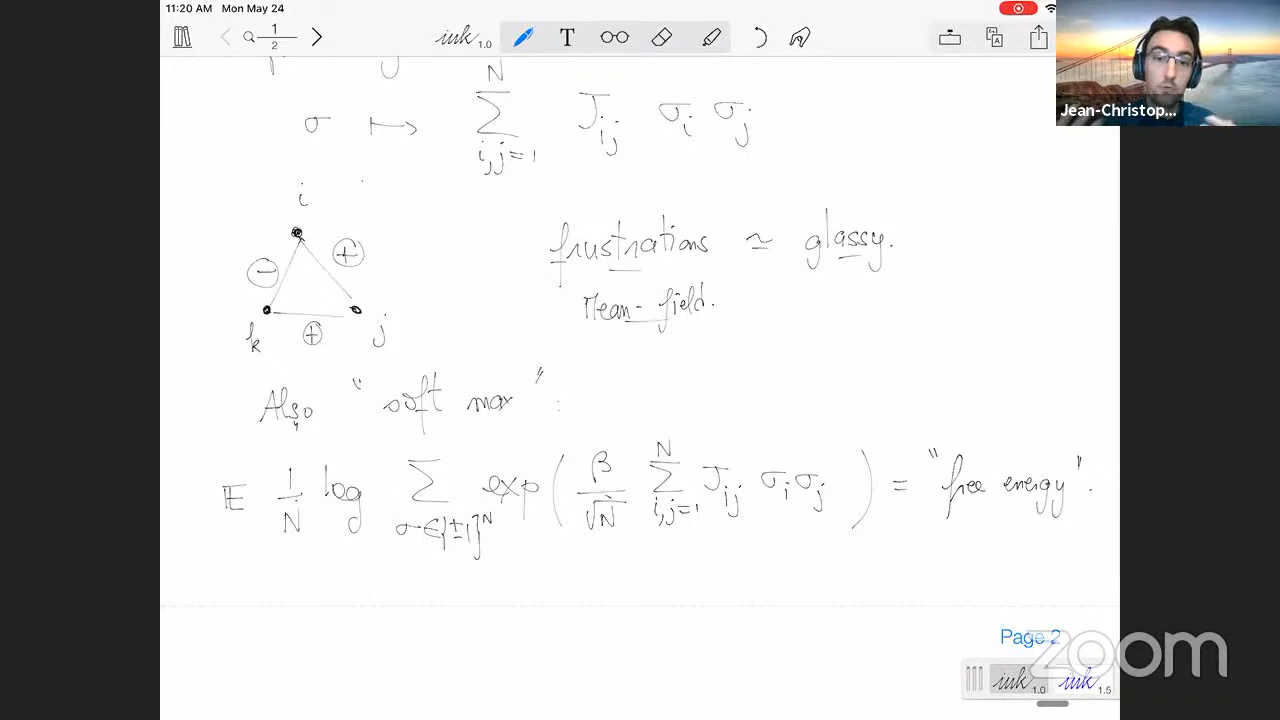 11:20 AM Mon May 24
1
2
ink 1.0
T
Jean-Christop...
σ ↦ N Σ i,j=1 J_ij σ_i σ_j
i
frustrations ≃ glassy.
− +
Mean-field.
k + j
Also "soft max" :
E 1/N log Σ σ∈{±1}^N exp( β/√N Σ i,j=1 N J_ij σ_i σ_j ) = "free energy".
Page 2
zoom
ink 1.0 ink 1.5